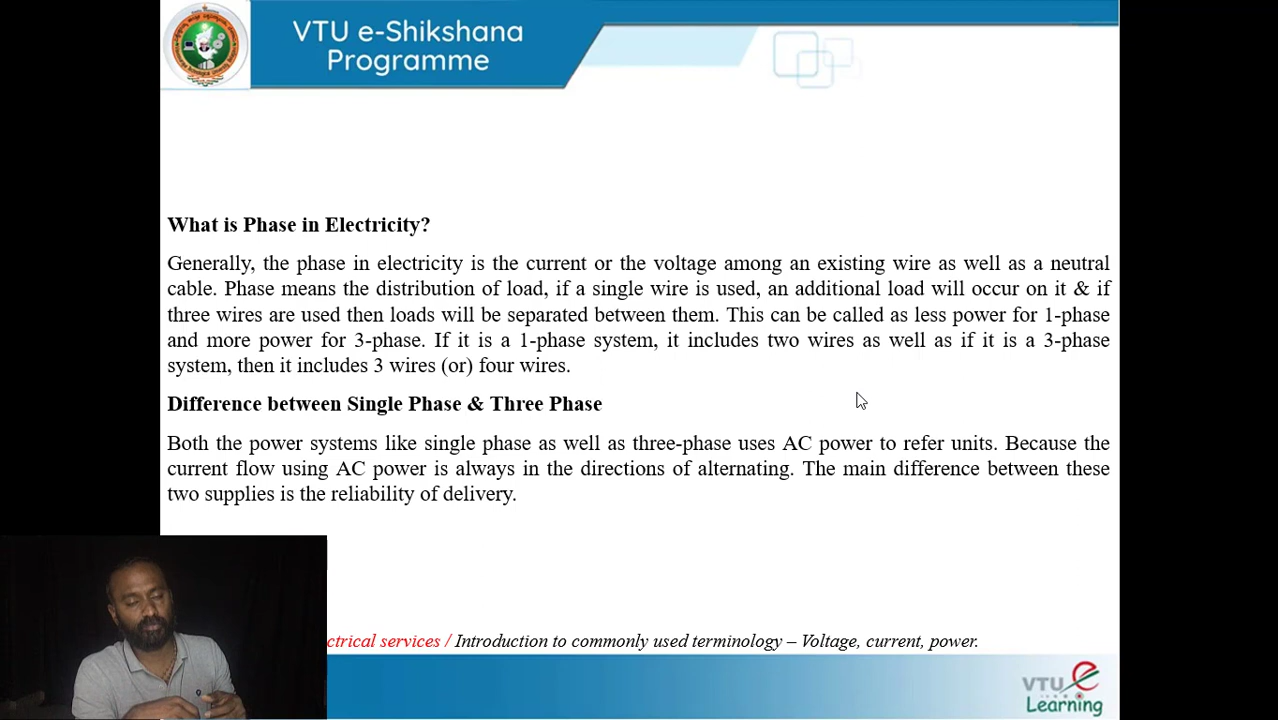 VTU e-Shikshana
Programme
What is Phase in Electricity?
Generally, the phase in electricity is the current or the voltage among an existing wire as well as a neutral
cable. Phase means the distribution of load, if a single wire is used, an additional load will occur on it & if
three wires are used then loads will be separated between them. This can be called as less power for 1-phase
and more power for 3-phase. If it is a 1-phase system, it includes two wires as well as if it is a 3-phase
system, then it includes 3 wires (or) four wires.
Difference between Single Phase & Three Phase
Both the power systems like single phase as well as three-phase uses AC power to refer units. Because the
current flow using AC power is always in the directions of alternating. The main difference between these
two supplies is the reliability of delivery.
ctrical services / Introduction to commonly used terminology – Voltage, current, power.
VTU e
Learning